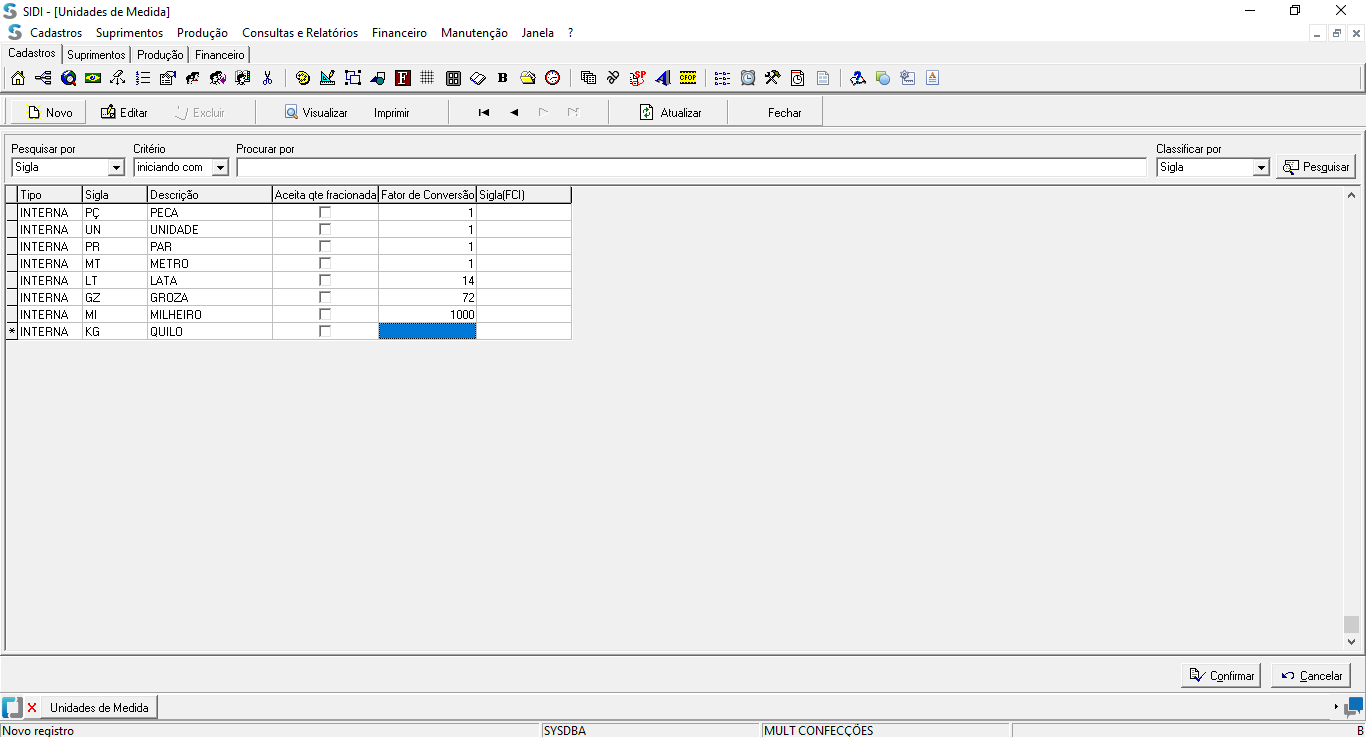 SIDI - [Unidades de Medida]
Cadastros Suprimentos Produção Consultas e Relatórios Financeiro Manutenção Janela ?
Cadastros Suprimentos Produção Financeiro
F B SP CFOP A
Novo Editar Excluir Visualizar Imprimir Atualizar Fechar
Pesquisar por Critério Procurar por Classificar por
Sigla iniciando com Sigla Pesquisar
Tipo Sigla Descrição Aceita qte fracionada Fator de Conversão Sigla(FCI)
INTERNA PÇ PECA 1
INTERNA UN UNIDADE 1
INTERNA PR PAR 1
INTERNA MT METRO 1
INTERNA LT LATA 14
INTERNA GZ GROZA 72
INTERNA MI MILHEIRO 1000
* INTERNA KG QUILO
Confirmar Cancelar
Unidades de Medida
Novo registro SYSDBA MULT CONFECÇÕES B